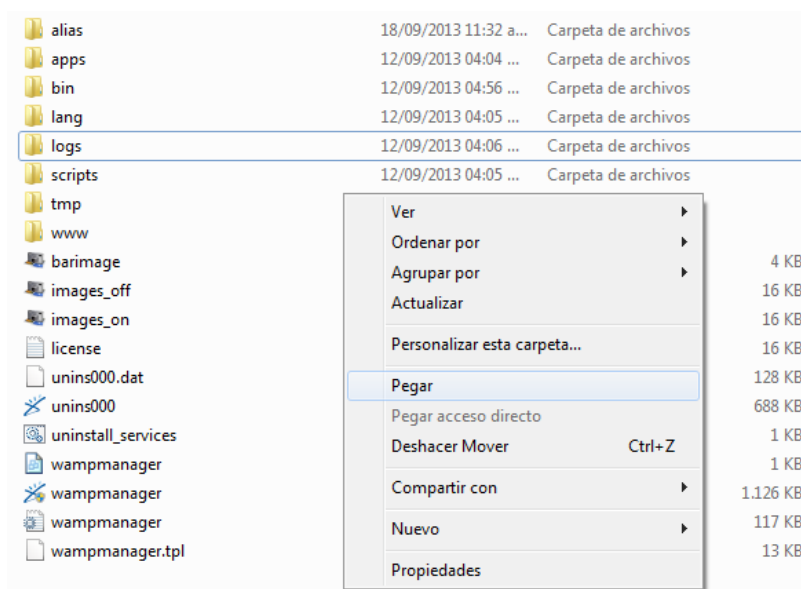 alias 18/09/2013 11:32 a... Carpeta de archivos
apps 12/09/2013 04:04 ... Carpeta de archivos
bin 12/09/2013 04:56 ... Carpeta de archivos
lang 12/09/2013 04:05 ... Carpeta de archivos
logs 12/09/2013 04:06 ... Carpeta de archivos
scripts 12/09/2013 04:05 ... Carpeta de archivos
tmp
www
barimage 4 KB
images_off 16 KB
images_on 16 KB
license 16 KB
unins000.dat 128 KB
unins000 688 KB
uninstall_services 1 KB
wampmanager 1 KB
wampmanager 1.126 KB
wampmanager 117 KB
wampmanager.tpl 13 KB
Ver
Ordenar por
Agrupar por
Actualizar
Personalizar esta carpeta...
Pegar
Pegar acceso directo
Deshacer Mover Ctrl+Z
Compartir con
Nuevo
Propiedades